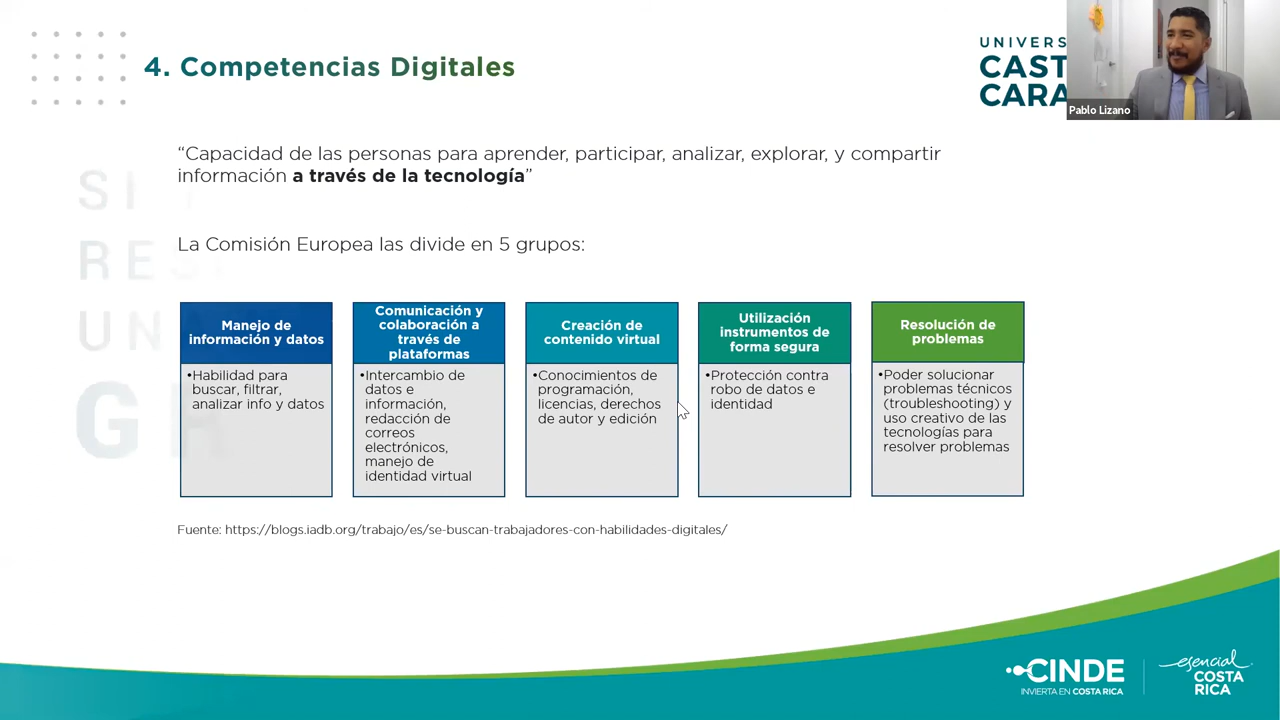 4. Competencias Digitales
UNIVERS
CAST
CARA
Pablo Lizano
“Capacidad de las personas para aprender, participar, analizar, explorar, y compartir
información a través de la tecnología”
La Comisión Europea las divide en 5 grupos:
Manejo de
información y datos
•Habilidad para
buscar, filtrar,
analizar info y datos
Comunicación y
colaboración a
través de
plataformas
•Intercambio de
datos e
información,
redacción de
correos
electrónicos,
manejo de
identidad virtual
Creación de
contenido virtual
•Conocimientos de
programación,
licencias, derechos
de autor y edición
Utilización
instrumentos de
forma segura
•Protección contra
robo de datos e
identidad
Resolución de
problemas
•Poder solucionar
problemas técnicos
(troubleshooting) y
uso creativo de las
tecnologías para
resolver problemas
Fuente: https://blogs.iadb.org/trabajo/es/se-buscan-trabajadores-con-habilidades-digitales/
CINDE
INVIERTA EN COSTA RICA
esencial
COSTA
RICA